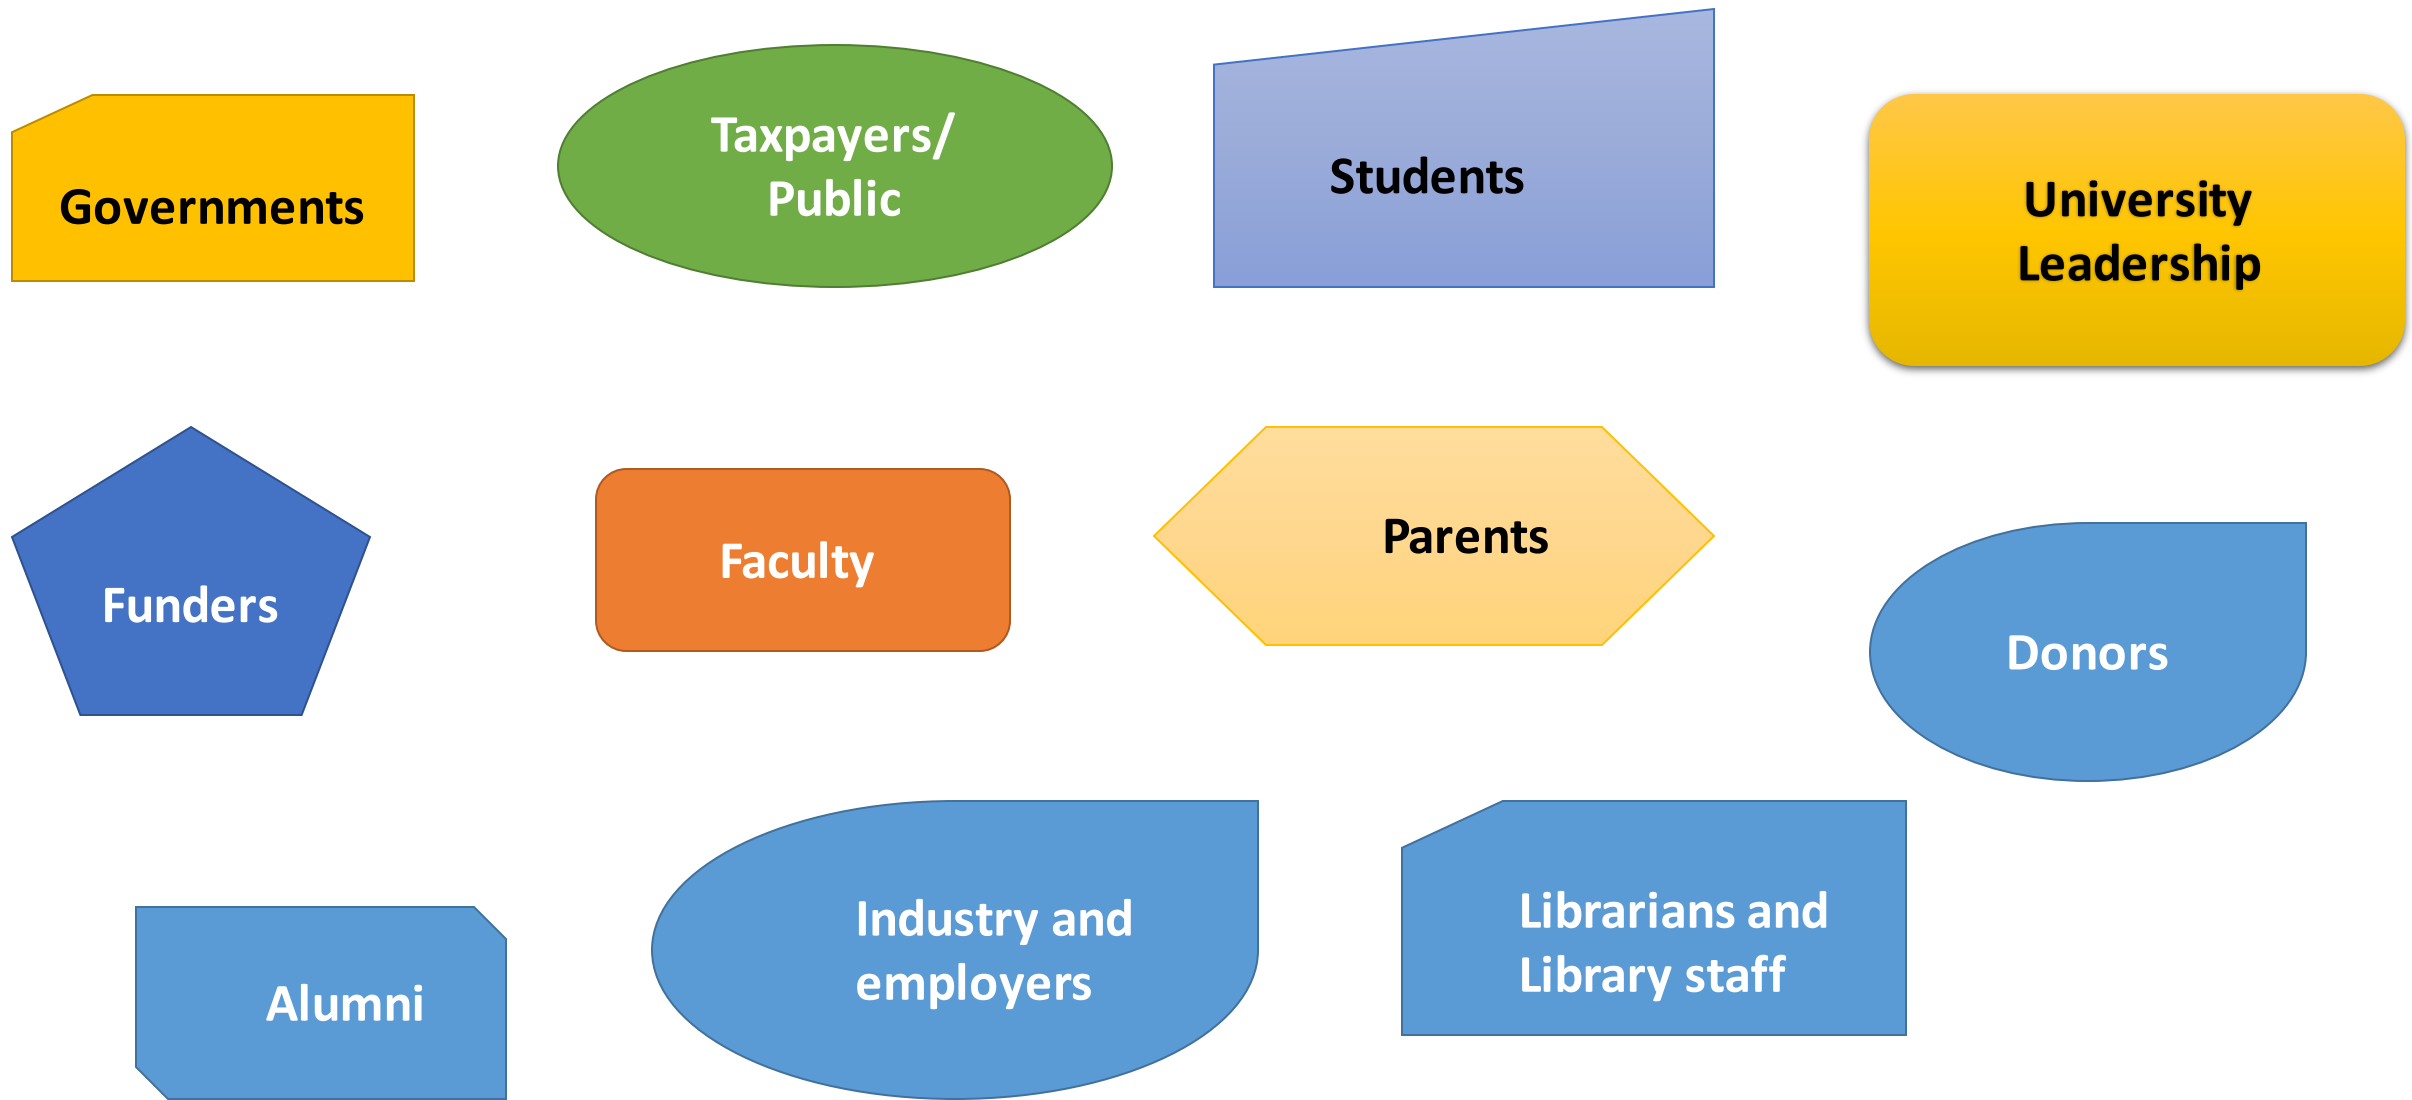 Governments
Taxpayers/
Public
Students
University
Leadership
Funders
Faculty
Parents
Donors
Alumni
Industry and
employers
Librarians and
Library staff